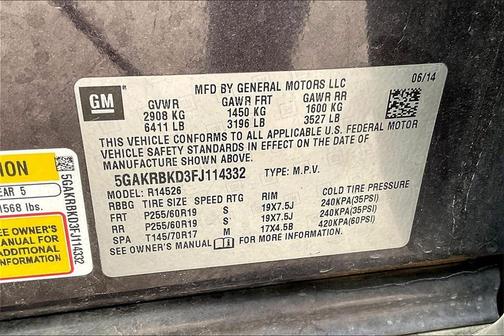 GM
MFD BY GENERAL MOTORS LLC
06/14
GVWR GAWR FRT GAWR RR
2908 KG 1450 KG 1600 KG
6411 LB 3196 LB 3527 LB
THIS VEHICLE CONFORMS TO ALL APPLICABLE U.S. FEDERAL MOTOR
VEHICLE SAFETY, BUMPER, AND THEFT PREVENTION STANDARDS IN EFFECT ON THE DATE OF
MANUFACTURE SHOWN ABOVE.
5GAKRBKD3FJ114332 TYPE: M.P.V.
MODEL: R14526
RBBG TIRE SIZE SPEED RTG RIM COLD TIRE PRESSURE
FRT P255/60R19 S 19X7.5J 240KPA(35PSI)
RR P255/60R19 S 19X7.5J 240KPA(35PSI)
SPA T145/70R17 M 17X4.5B 420KPA(60PSI)
SEE OWNER'S MANUAL FOR MORE INFORMATION.
ION
EAR 5
1568 lbs.
SEE OWNER'S
MANUAL FOR
ADDITIONAL
INFORMATION
5GAKRBKD3FJ114332